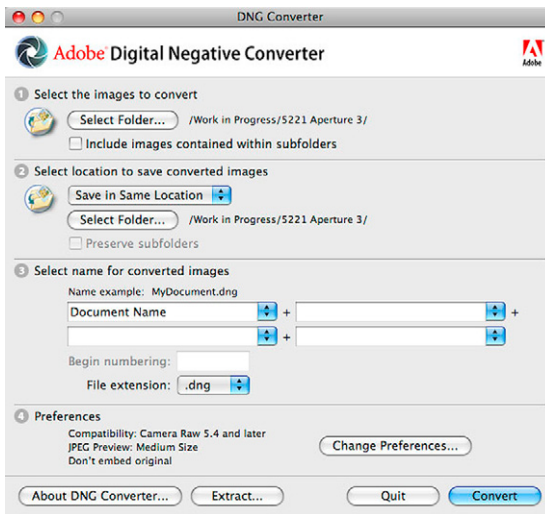 DNG Converter
Adobe® Digital Negative Converter
Adobe
1 Select the images to convert
Select Folder... /Work in Progress/5221 Aperture 3/
Include images contained within subfolders
2 Select location to save converted images
Save in Same Location
Select Folder... /Work in Progress/5221 Aperture 3/
Preserve subfolders
3 Select name for converted images
Name example: MyDocument.dng
Document Name + +
+
Begin numbering:
File extension: .dng
4 Preferences
Compatibility: Camera Raw 5.4 and later
JPEG Preview: Medium Size
Don't embed original
Change Preferences...
About DNG Converter... Extract... Quit Convert